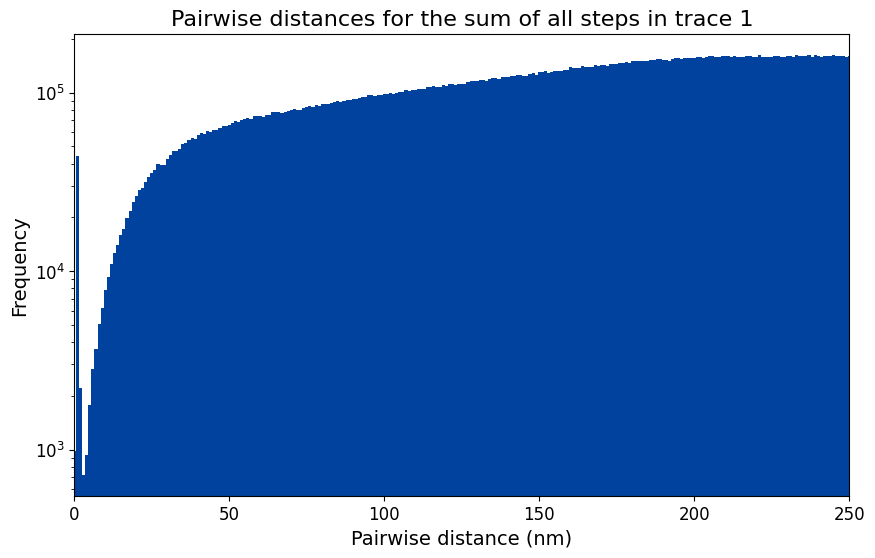 Pairwise distances for the sum of all steps in trace 1
Frequency
10^5
10^4
10^3
0 50 100 150 200 250
Pairwise distance (nm)